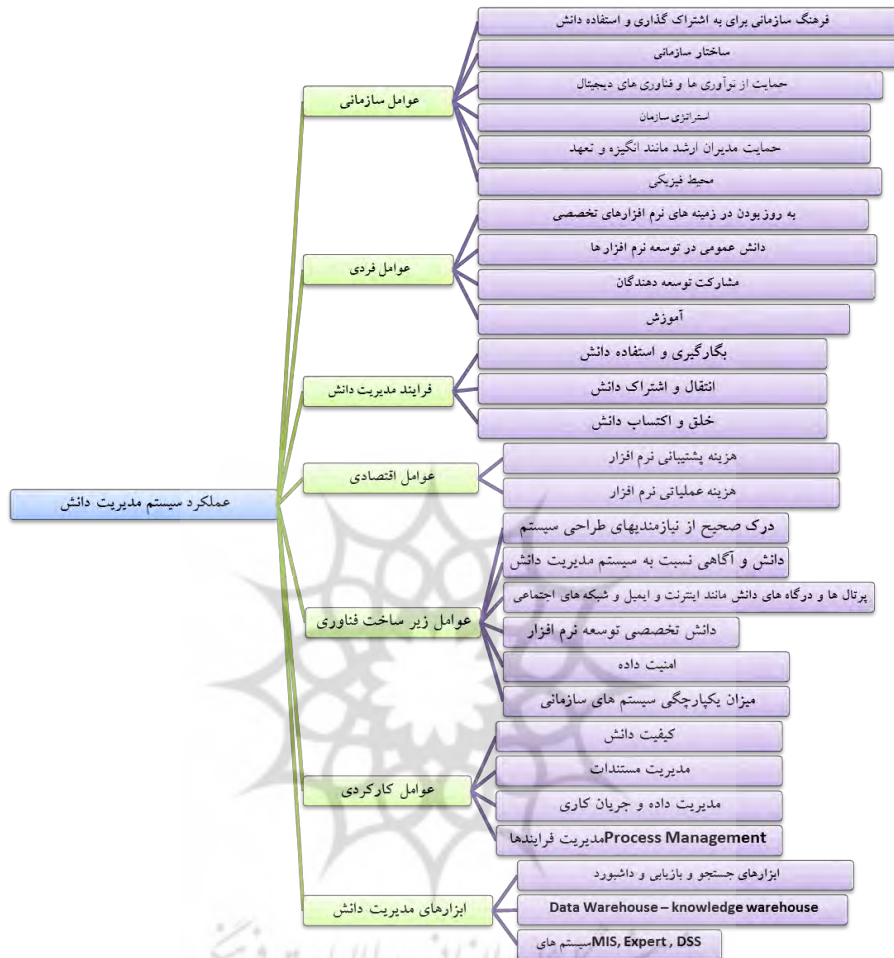 فرهنگ سازمانی برای به اشتراک گذاری و استفاده دانش
ساختار سازمانی
حمایت از نوآوری ها و فناوری های دیجیتال
استراتژی سازمان
حمایت مدیران ارشد مانند انگیزه و تعهد
محیط فیزیکی
عوامل سازمانی
به روز بودن در زمینه های نرم افزارهای تخصصی
دانش عمومی در توسعه نرم افزار ها
مشارکت توسعه دهندگان
آموزش
عوامل فردی
بگارگیری و استفاده دانش
انتقال و اشتراک دانش
خلق و اکتساب دانش
فرایند مدیریت دانش
هزینه پشتیبانی نرم افزار
هزینه عملیاتی نرم افزار
عوامل اقتصادی
عملکرد سیستم مدیریت دانش
درک صحیح از نیازمندیهای طراحی سیستم
دانش و آگاهی نسبت به سیستم مدیریت دانش
پرتال ها و درگاه های دانش مانند اینترنت و ایمیل و شبکه های اجتماعی
دانش تخصصی توسعه نرم افزار
امنیت داده
میزان یکپارچگی سیستم های سازمانی
عوامل زیر ساخت فناوری
کیفیت دانش
مدیریت مستندات
مدیریت داده و جریان کاری
مدیریت فرایندهاProcess Management
عوامل کارکردی
ابزارهای جستجو و بازیابی و داشبورد
Data Warehouse – knowledge warehouse
سیستم هایMIS, Expert , DSS
ابزارهای مدیریت دانش